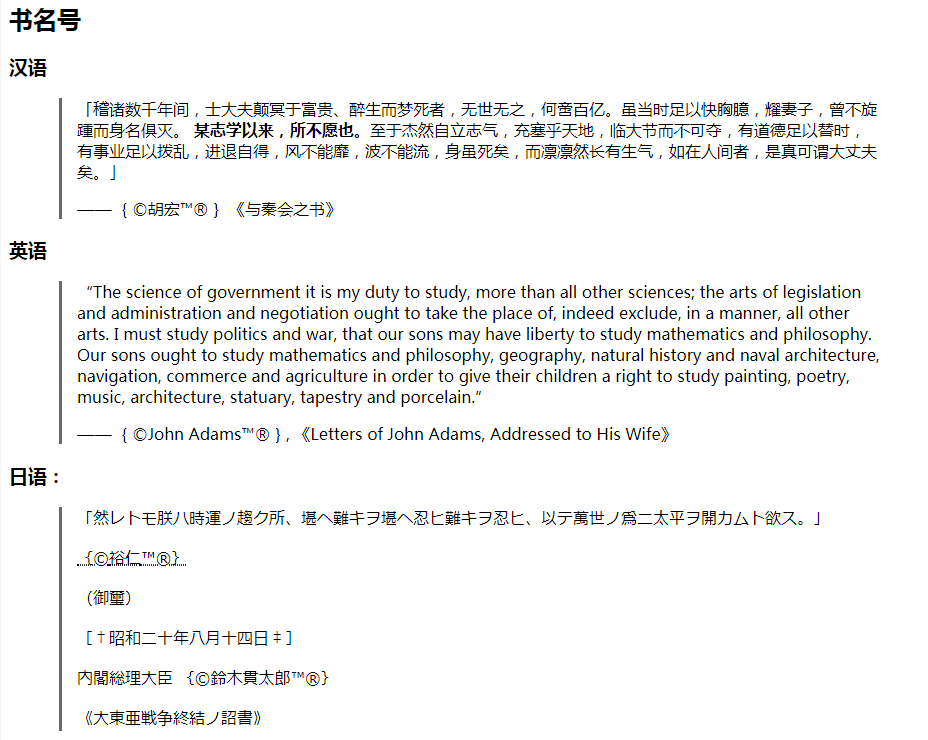 书名号
汉语
「稽诸数千年间，士大夫颠冥于富贵、醉生而梦死者，无世无之，何啻百亿。虽当时足以快胸臆，耀妻子，曾不旋
踵而身名俱灭。 某志学以来，所不愿也。至于杰然自立志气，充塞乎天地，临大节而不可夺，有道德足以替时，
有事业足以拨乱，进退自得，风不能靡，波不能流，身虽死矣，而凛凛然长有生气，如在人间者，是真可谓大丈夫
矣。」
——｛ ©胡宏™® ｝《与秦会之书》
英语
“The science of government it is my duty to study, more than all other sciences; the arts of legislation
and administration and negotiation ought to take the place of, indeed exclude, in a manner, all other
arts. I must study politics and war, that our sons may have liberty to study mathematics and philosophy.
Our sons ought to study mathematics and philosophy, geography, natural history and naval architecture,
navigation, commerce and agriculture in order to give their children a right to study painting, poetry,
music, architecture, statuary, tapestry and porcelain.“
——｛ ©John Adams™® }，《Letters of John Adams, Addressed to His Wife》
日语：
「然レトモ朕八時運ノ趨ク所、堪ヘ難キヲ堪ヘ忍ヒ難キヲ忍ヒ、以テ萬世ノ爲ニ太平ヲ開カムト欲ス。」
｛©裕仁™®｝
（御璽）
［†昭和二十年八月十四日‡］
内閣総理大臣 ｛©鈴木貫太郎™®｝
《大東亜戦争終結ノ詔書》